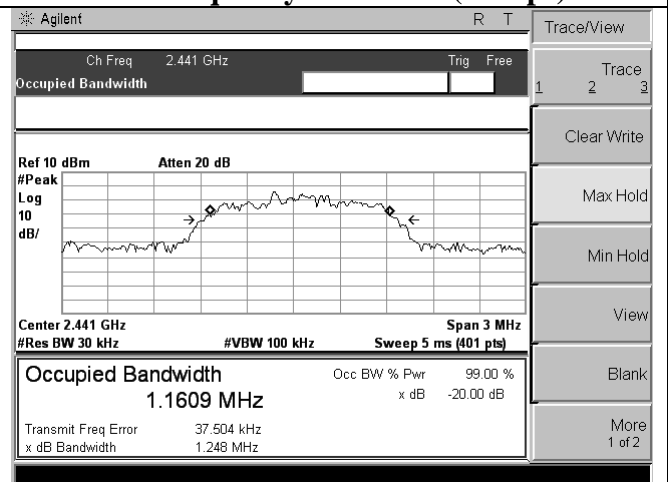 Agilent R T
Trace/View
Ch Freq 2.441 GHz Trig Free
Occupied Bandwidth
Trace
1 2 3
Clear Write
Max Hold
Min Hold
View
Blank
More
1 of 2
Ref 10 dBm Atten 20 dB
#Peak
Log
10
dB/
Center 2.441 GHz Span 3 MHz
#Res BW 30 kHz #VBW 100 kHz Sweep 5 ms (401 pts)
Occupied Bandwidth Occ BW % Pwr 99.00 %
1.1609 MHz x dB -20.00 dB
Transmit Freq Error 37.504 kHz
x dB Bandwidth 1.248 MHz